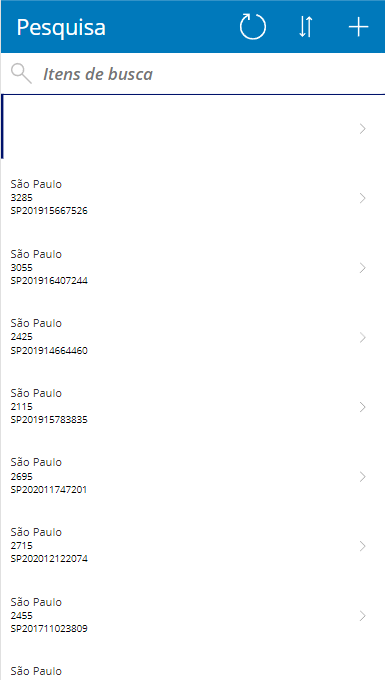 Pesquisa
Itens de busca
São Paulo
3285
SP201915667526
São Paulo
3055
SP201916407244
São Paulo
2425
SP201914664460
São Paulo
2115
SP201915783835
São Paulo
2695
SP202011747201
São Paulo
2715
SP202012122074
São Paulo
2455
SP201711023809
São Paulo